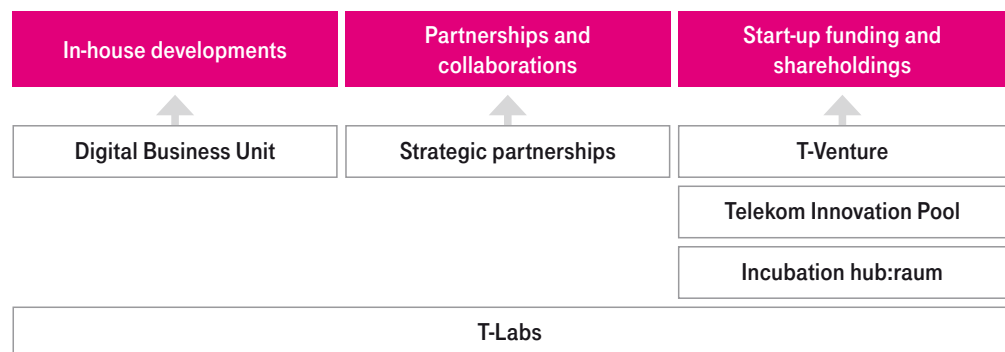 In-house developments
Partnerships and
collaborations
Start-up funding and
shareholdings
Digital Business Unit
Strategic partnerships
T-Venture
Telekom Innovation Pool
Incubation hub:raum
T-Labs